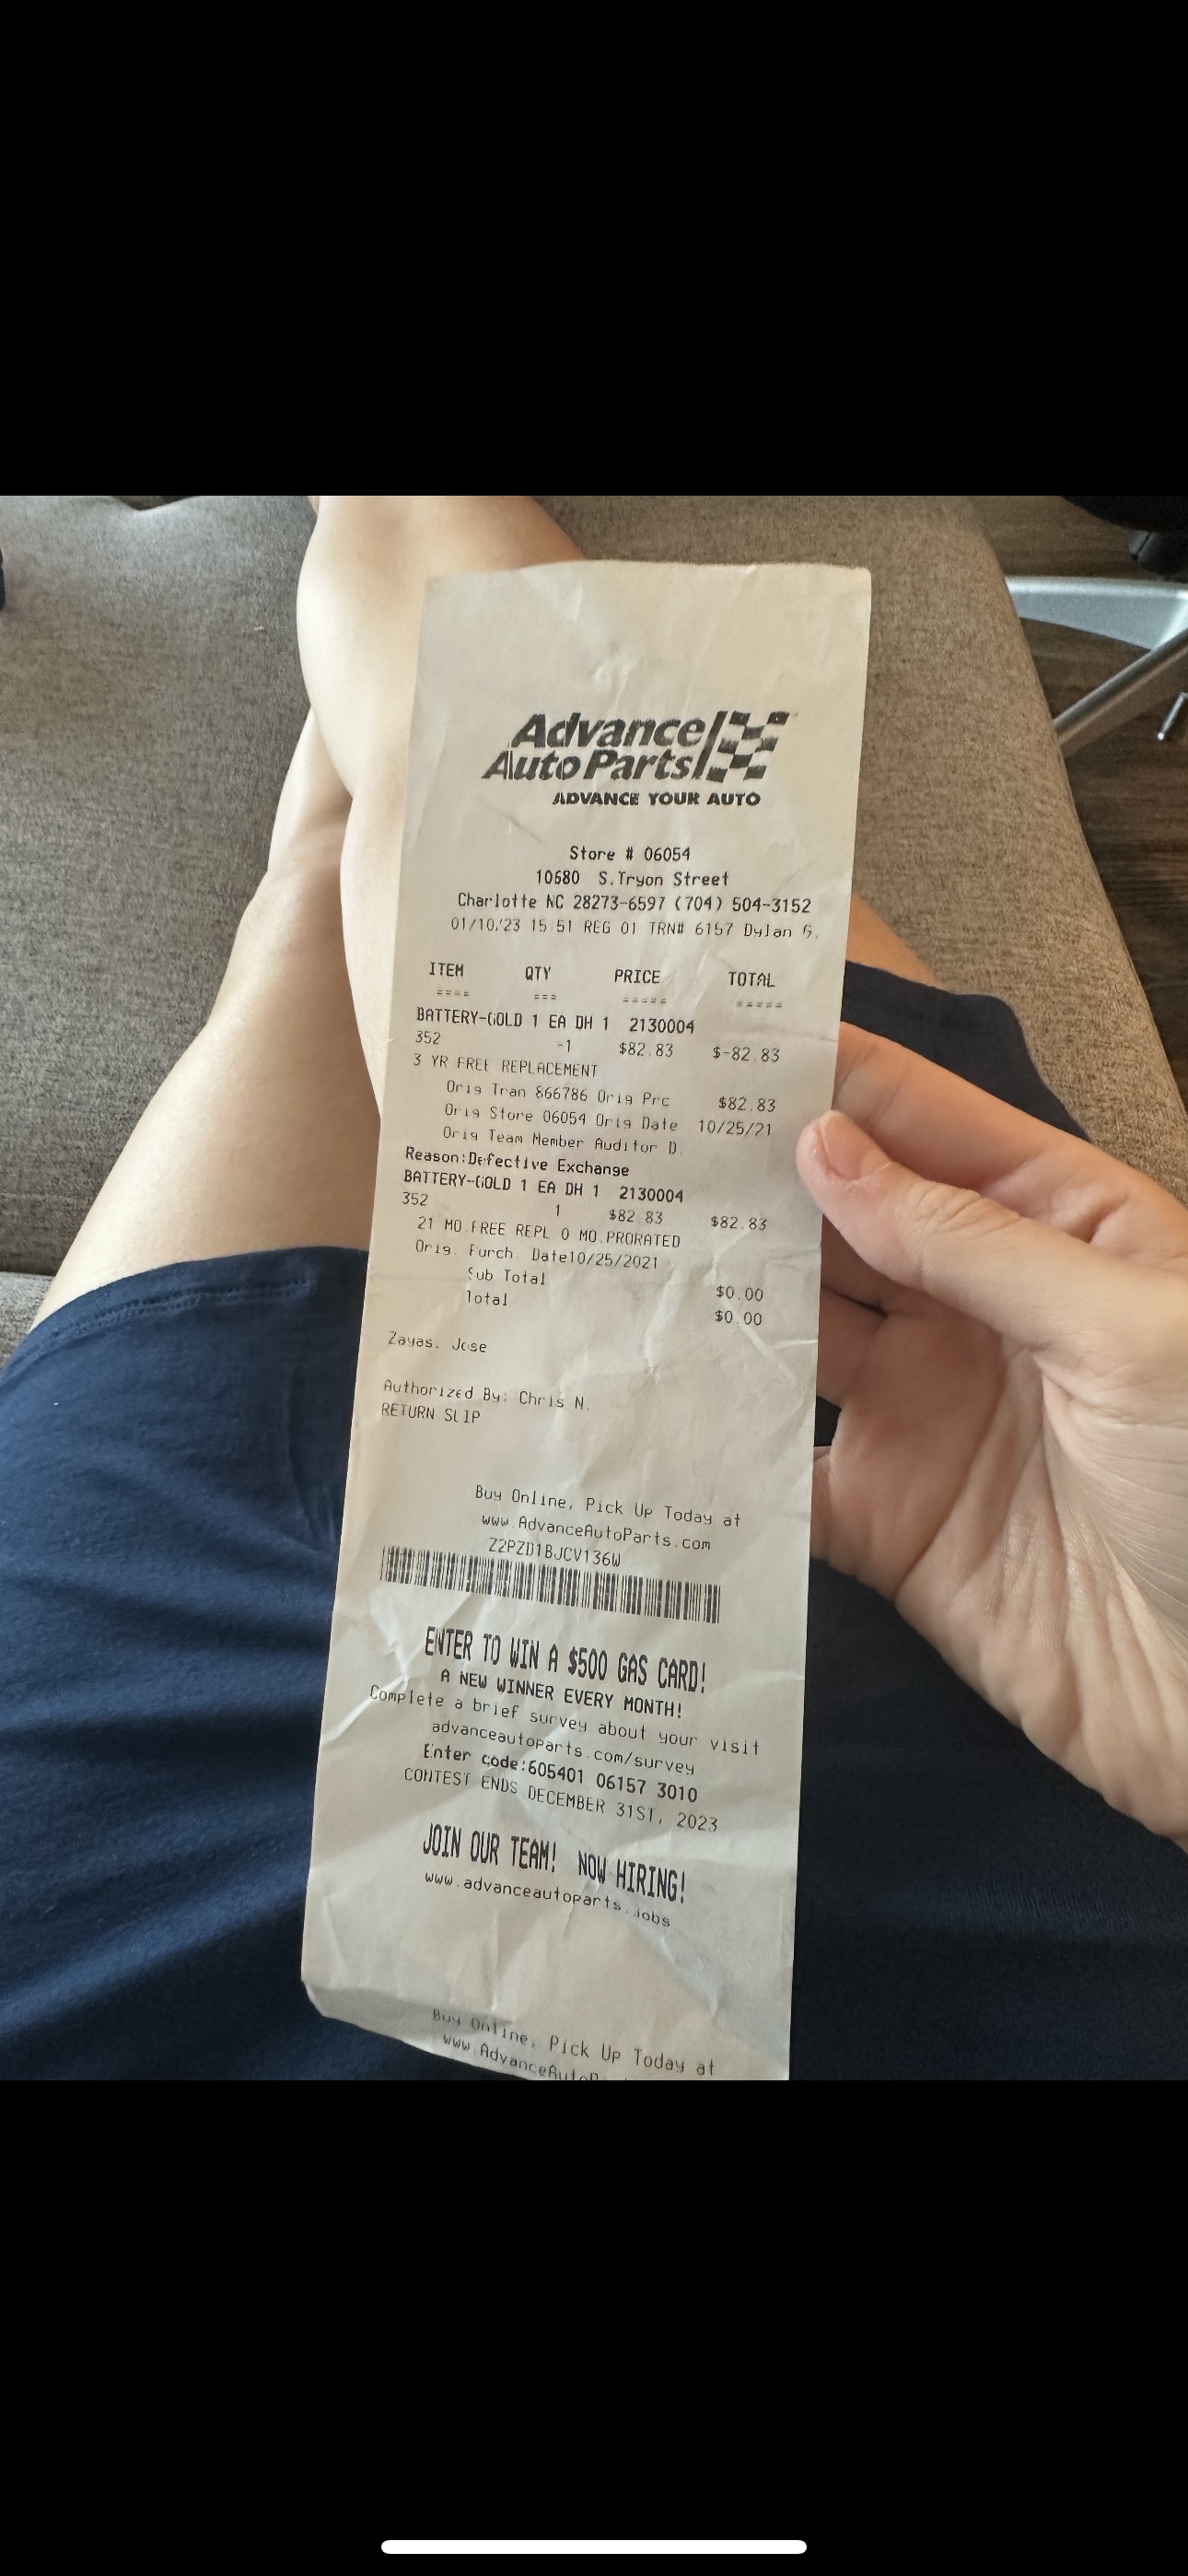 Advance
Auto Parts
ADVANCE YOUR AUTO
Store # 06054
10680 S.Tryon Street
Charlotte NC 28273-6597 (704) 504-3152
01/10/23 15:51 REG 01 TRN# 6157 Dylan G.
ITEM QTY PRICE TOTAL
==== === ===== =====
BATTERY-GOLD 1 EA DH 1 2130004
352 -1 $82.83 $-82.83
3 YR FREE REPLACEMENT
Orig Tran 866786 Orig Prc $82.83
Orig Store 06054 Orig Date 10/25/21
Orig Team Member Auditor D.
Reason:Defective Exchange
BATTERY-GOLD 1 EA DH 1 2130004
352 1 $82.83 $82.83
21 MO.FREE REPL 0 MO.PRORATED
Orig. Purch. Date10/25/2021
Sub Total $0.00
Total $0.00
Zayas, Jose
Authorized By: Chris N.
RETURN SLIP
Buy Online, Pick Up Today at
www.AdvanceAutoParts.com
Z2PZD1BJCV136W
ENTER TO WIN A $500 GAS CARD!
A NEW WINNER EVERY MONTH!
Complete a brief survey about your visit
advanceautoparts.com/survey
Enter code:605401 06157 3010
CONTEST ENDS DECEMBER 31ST, 2023
JOIN OUR TEAM! NOW HIRING!
www.advanceautoparts.jobs
Buy Online, Pick Up Today at